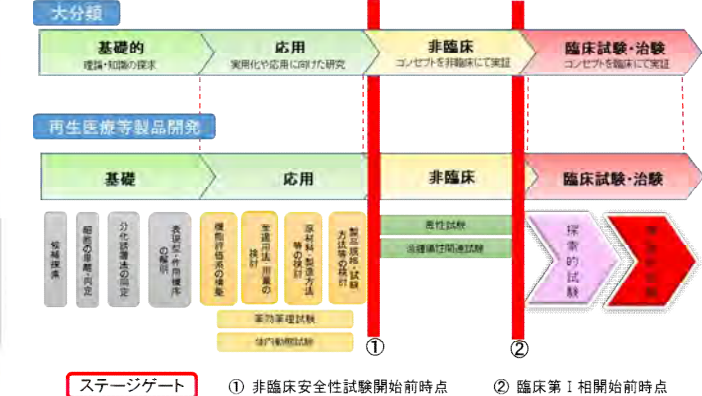 大分類
基礎的
理論・知識の探求
応用
実用化や応用に向けた研究
非臨床
コンセプトを非臨床にて実証
臨床試験・治験
コンセプトを臨床にて実証
再生医療等製品開発
基礎
応用
非臨床
臨床試験・治験
候補探索
細胞の単離・同定
分化誘導法の同定
表現型・作用機序の解明
機能評価系の構築
至適用法・用量の検討
原材料・製造方法等の検討
製品規格・試験方法等の検討
薬効薬理試験
体内動態試験
毒性試験
造腫瘍性関連試験
探索的試験
①
②
ステージゲート
① 非臨床安全性試験開始前時点
② 臨床第Ⅰ相開始前時点